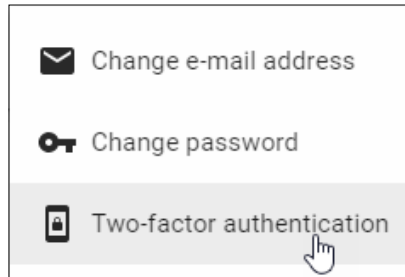 Change e-mail address
Change password
Two-factor authentication